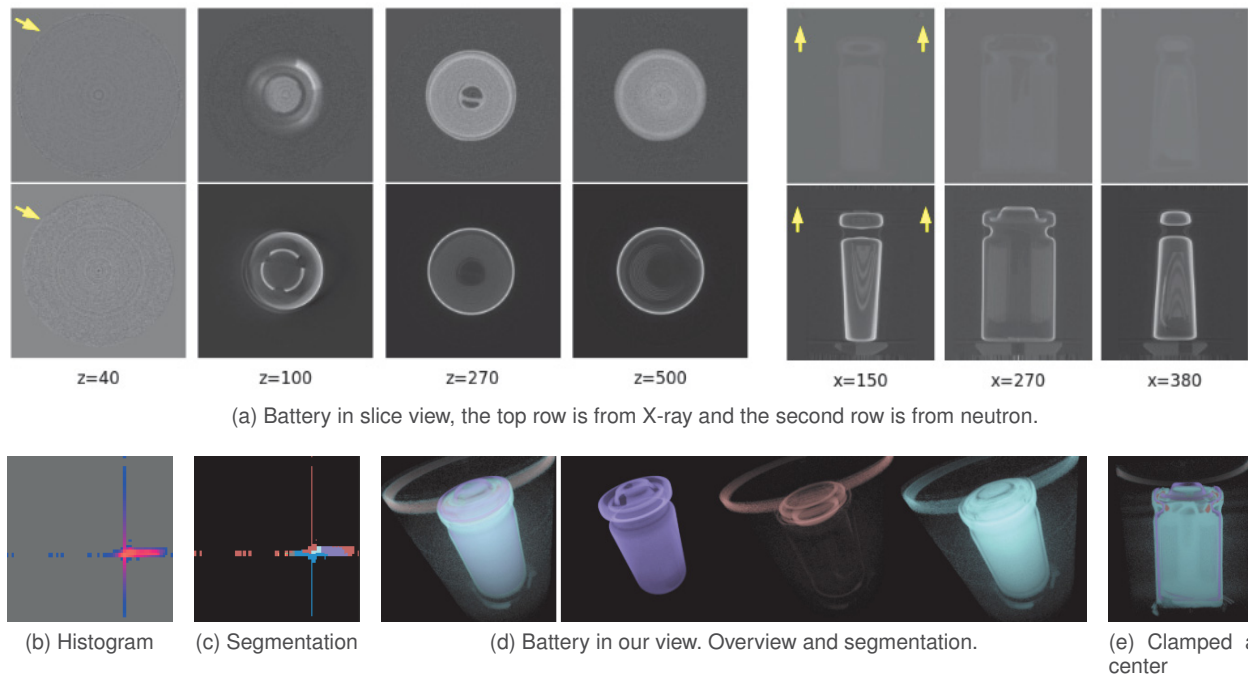 z=40 z=100 z=270 z=500 x=150 x=270 x=380
(a) Battery in slice view, the top row is from X-ray and the second row is from neutron.
(b) Histogram
(c) Segmentation
(d) Battery in our view. Overview and segmentation.
(e) Clamped a
center